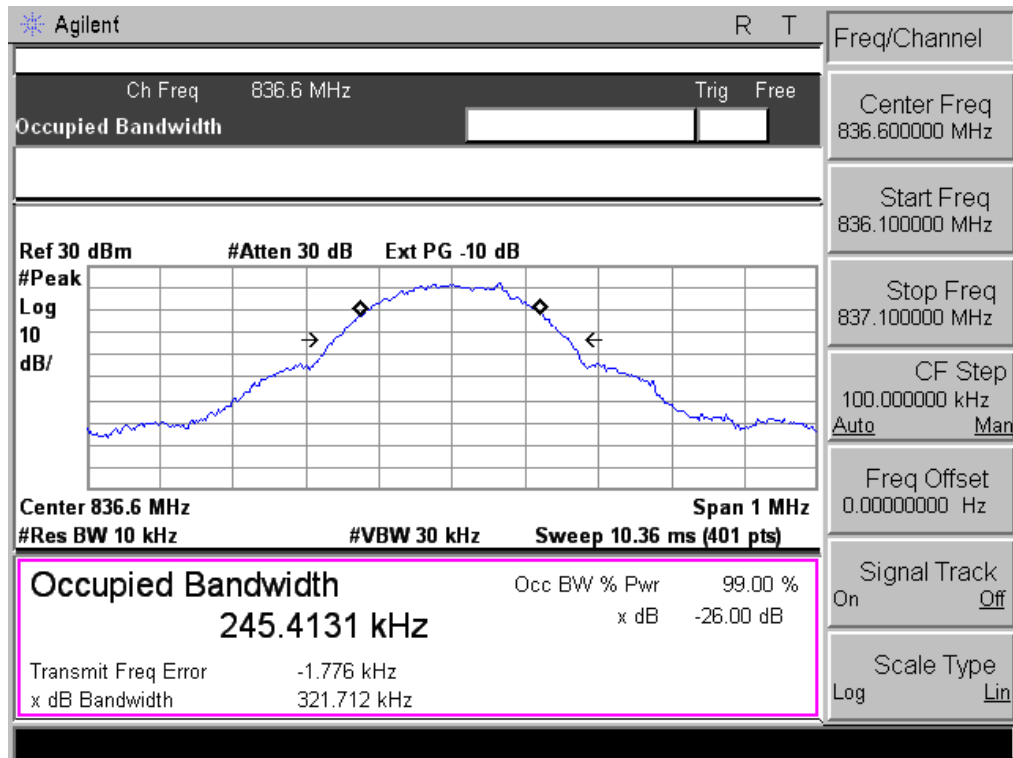 Agilent R T
Ch Freq 836.6 MHz Trig Free
Occupied Bandwidth
Ref 30 dBm #Atten 30 dB Ext PG -10 dB
#Peak
Log
10
dB/
Center 836.6 MHz Span 1 MHz
#Res BW 10 kHz #VBW 30 kHz Sweep 10.36 ms (401 pts)
Occupied Bandwidth Occ BW % Pwr 99.00 %
245.4131 kHz x dB -26.00 dB
Transmit Freq Error -1.776 kHz
x dB Bandwidth 321.712 kHz
Freq/Channel
Center Freq
836.600000 MHz
Start Freq
836.100000 MHz
Stop Freq
837.100000 MHz
CF Step
100.000000 kHz
Auto Man
Freq Offset
0.00000000 Hz
Signal Track
On Off
Scale Type
Log Lin